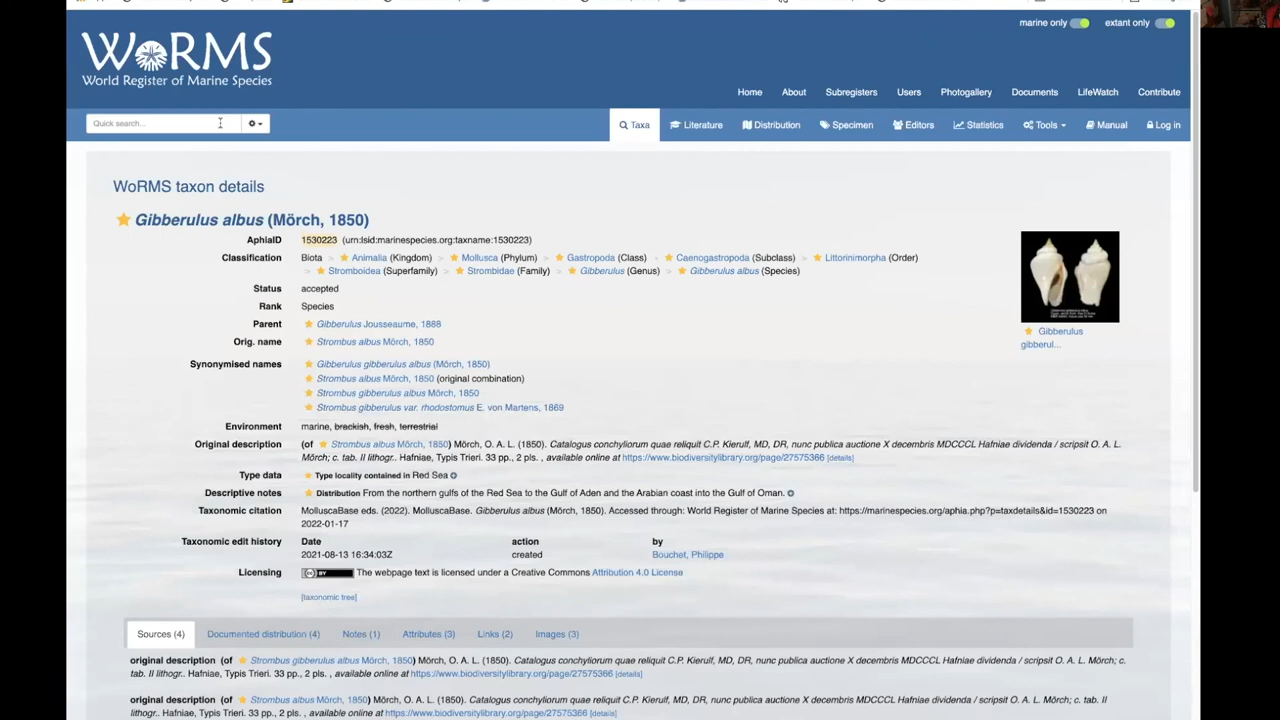 marine only extant only
WoRMS
World Register of Marine Species
Home About Subregisters Users Photogallery Documents LifeWatch Contribute
Quick search...
Taxa Literature Distribution Specimen Editors Statistics Tools Manual Log in
WoRMS taxon details
Gibberulus albus (Mörch, 1850)
AphiaID 1530223 (urn:lsid:marinespecies.org:taxname:1530223)
Classification Biota > Animalia (Kingdom) > Mollusca (Phylum) > Gastropoda (Class) > Caenogastropoda (Subclass) > Littorinimorpha (Order)
> Stromboidea (Superfamily) > Strombidae (Family) > Gibberulus (Genus) > Gibberulus albus (Species)
Status accepted
Rank Species
Parent Gibberulus Jousseaume, 1888
Gibberulus
gibberul...
Orig. name Strombus albus Mörch, 1850
Synonymised names Gibberulus gibberulus albus (Mörch, 1850)
Strombus albus Mörch, 1850 (original combination)
Strombus gibberulus albus Mörch, 1850
Strombus gibberulus var. rhodostomus E. von Martens, 1869
Environment marine, brackish, fresh, terrestrial
Original description (of Strombus albus Mörch, 1850) Mörch, O. A. L. (1850). Catalogus conchyliorum quae reliquit C.P. Kierulf, MD, DR, nunc publica auctione X decembris MDCCCL Hafniae dividenda / scripsit O. A. L.
Mörch; c. tab. II lithogr.. Hafniae, Typis Trieri. 33 pp., 2 pls. , available online at https://www.biodiversitylibrary.org/page/27575366 [details]
Type data Type locality contained in Red Sea
Descriptive notes Distribution From the northern gulfs of the Red Sea to the Gulf of Aden and the Arabian coast into the Gulf of Oman.
Taxonomic citation MolluscaBase eds. (2022). MolluscaBase. Gibberulus albus (Mörch, 1850). Accessed through: World Register of Marine Species at: https://marinespecies.org/aphia.php?p=taxdetails&id=1530223 on
2022-01-17
Taxonomic edit history Date action by
2021-08-13 16:34:03Z created Bouchet, Philippe
Licensing The webpage text is licensed under a Creative Commons Attribution 4.0 License
[taxonomic tree]
Sources (4) Documented distribution (4) Notes (1) Attributes (3) Links (2) Images (3)
original description (of Strombus gibberulus albus Mörch, 1850) Mörch, O. A. L. (1850). Catalogus conchyliorum quae reliquit C.P. Kierulf, MD, DR, nunc publica auctione X decembris MDCCCL Hafniae dividenda / scripsit O. A. L. Mörch; c.
tab. II lithogr.. Hafniae, Typis Trieri. 33 pp., 2 pls. , available online at https://www.biodiversitylibrary.org/page/27575366 [details]
original description (of Strombus albus Mörch, 1850) Mörch, O. A. L. (1850). Catalogus conchyliorum quae reliquit C.P. Kierulf, MD, DR, nunc publica auctione X decembris MDCCCL Hafniae dividenda / scripsit O. A. L. Mörch; c. tab. II
lithogr.. Hafniae, Typis Trieri. 33 pp., 2 pls. , available online at https://www.biodiversitylibrary.org/page/27575366 [details]